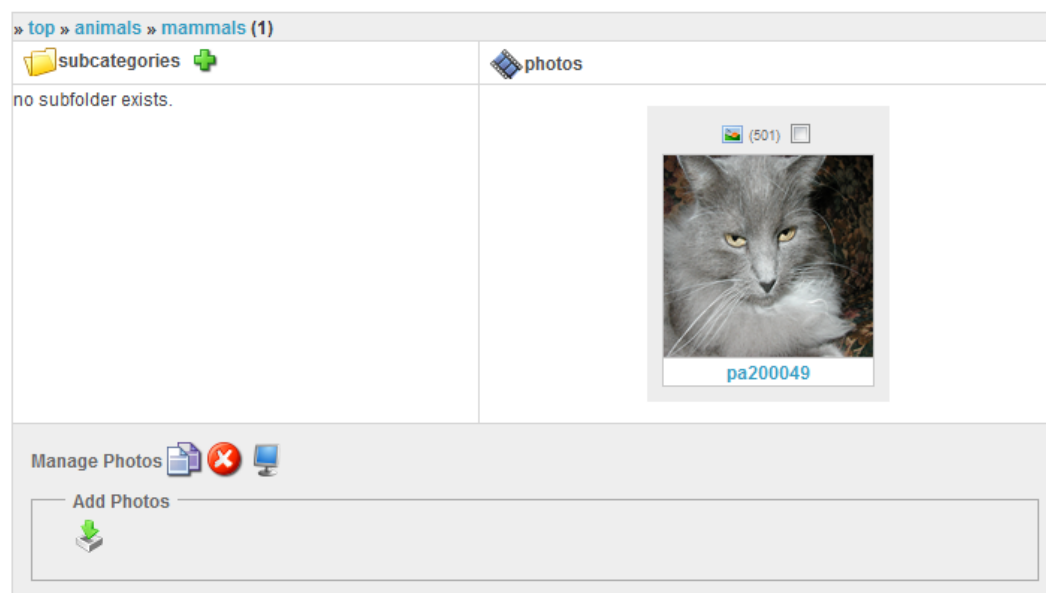 » top » animals » mammals (1)
subcategories
photos
no subfolder exists.
(501)
pa200049
Manage Photos
Add Photos